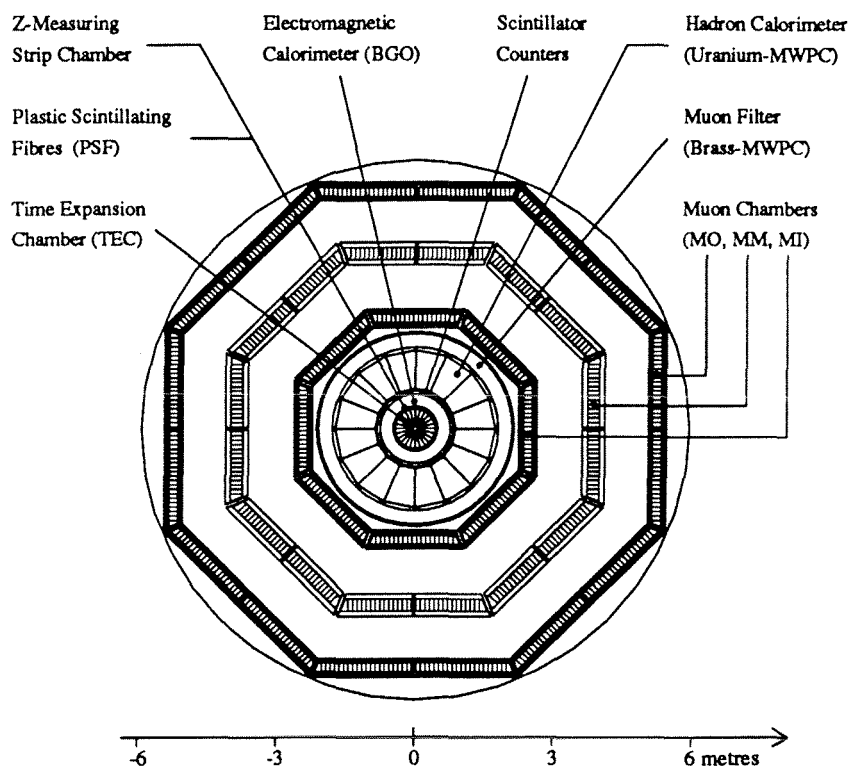 Z-Measuring
Strip Chamber
Electromagnetic
Calorimeter (BGO)
Scintillator
Counters
Hadron Calorimeter
(Uranium-MWPC)
Plastic Scintillating
Fibres (PSF)
Muon Filter
(Brass-MWPC)
Time Expansion
Chamber (TEC)
Muon Chambers
(MO, MM, MI)
-6 -3 0 3 6 metres